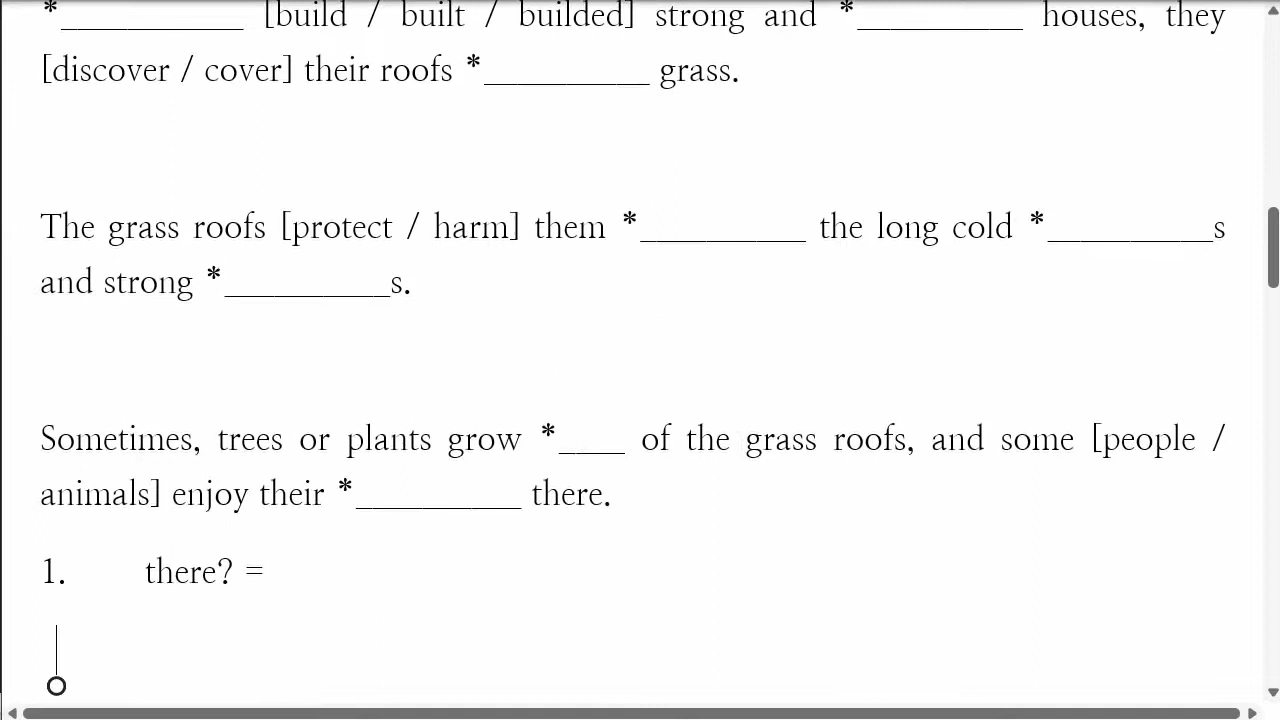 *___________ [build / built / builded] strong and *__________ houses, they
[discover / cover] their roofs *__________ grass.
The grass roofs [protect / harm] them *__________ the long cold *__________s
and strong *__________s.
Sometimes, trees or plants grow *____ of the grass roofs, and some [people /
animals] enjoy their *__________ there.
1. there? =